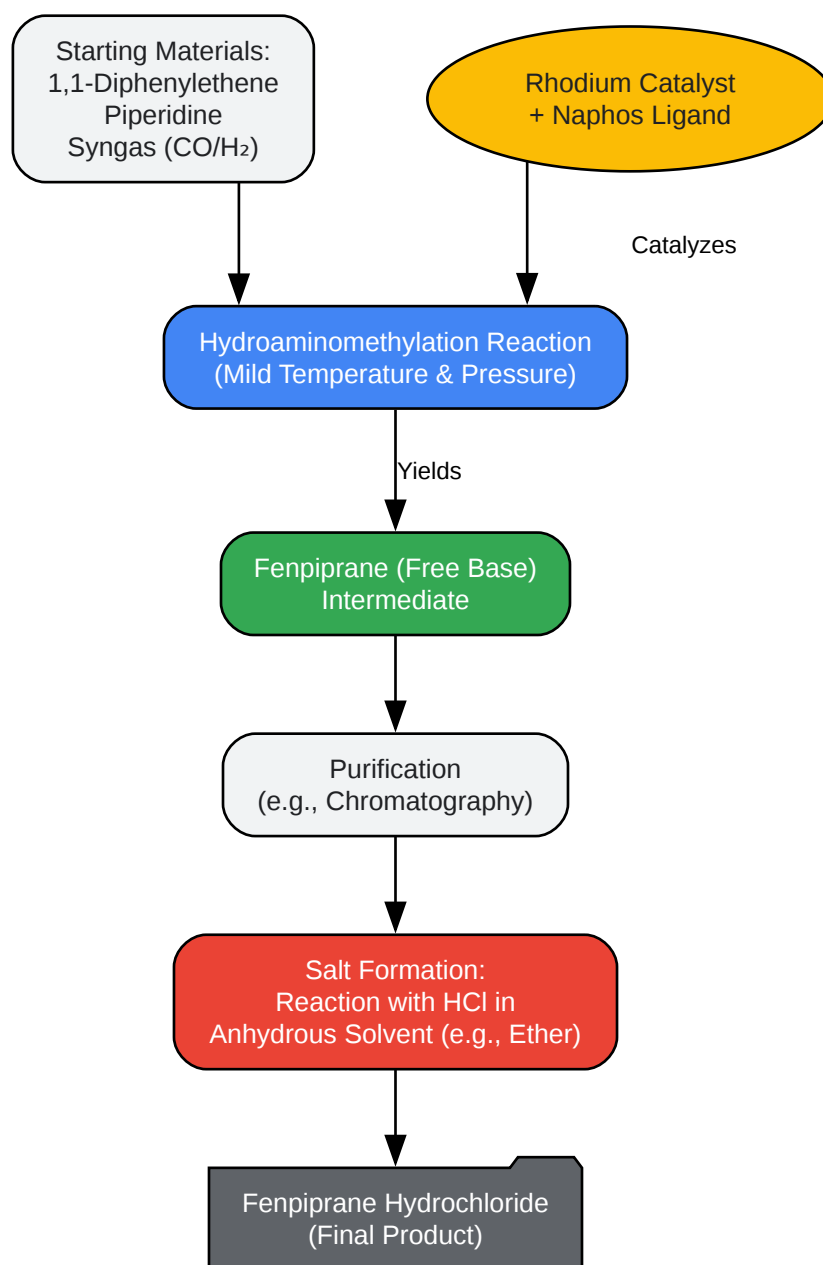 Starting Materials:
1,1-Diphenylethene
Piperidine
Syngas (CO/H₂)
Rhodium Catalyst
+ Naphos Ligand
Catalyzes
Hydroaminomethylation Reaction
(Mild Temperature & Pressure)
Yields
Fenpiprane (Free Base)
Intermediate
Purification
(e.g., Chromatography)
Salt Formation:
Reaction with HCl in
Anhydrous Solvent (e.g., Ether)
Fenpiprane Hydrochloride
(Final Product)